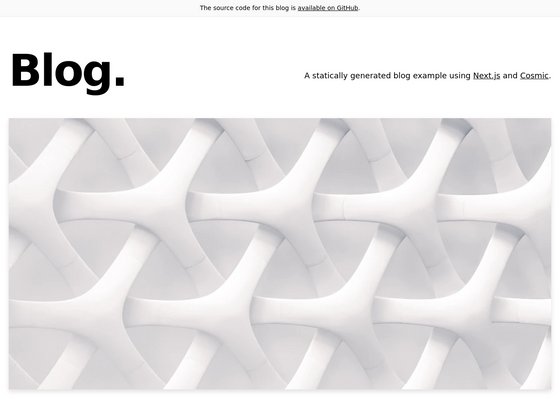 The source code for this blog is available on GitHub.
Blog.
A statically generated blog example using Next.js and Cosmic.